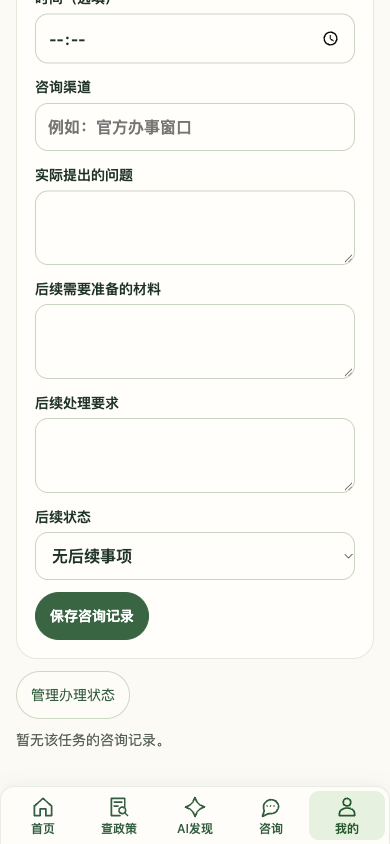 时间（选填）
--:--
咨询渠道
例如：官方办事窗口
实际提出的问题
后续需要准备的材料
后续处理要求
后续状态
无后续事项
保存咨询记录
管理办理状态
暂无该任务的咨询记录。
首页
查政策
AI发现
咨询
我的